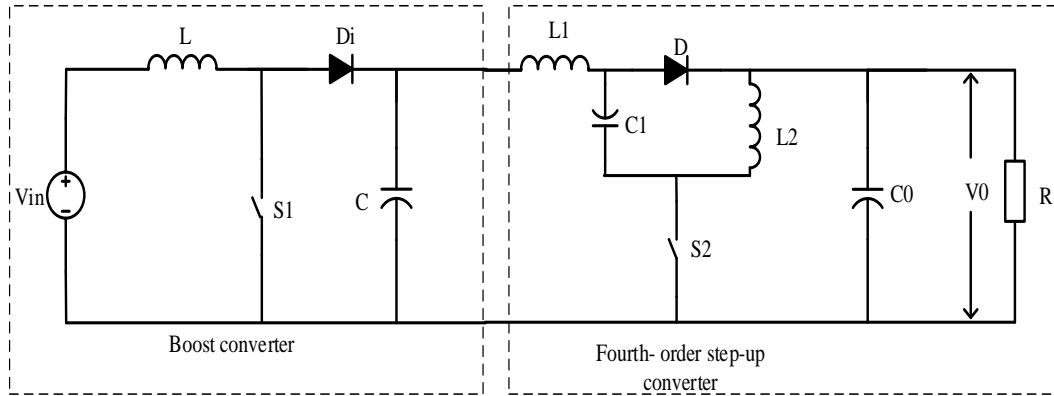 L
Di
L1
D
C1
L2
Vin
S1
C
S2
C0
V0
R
Boost converter
Fourth- order step-up
converter